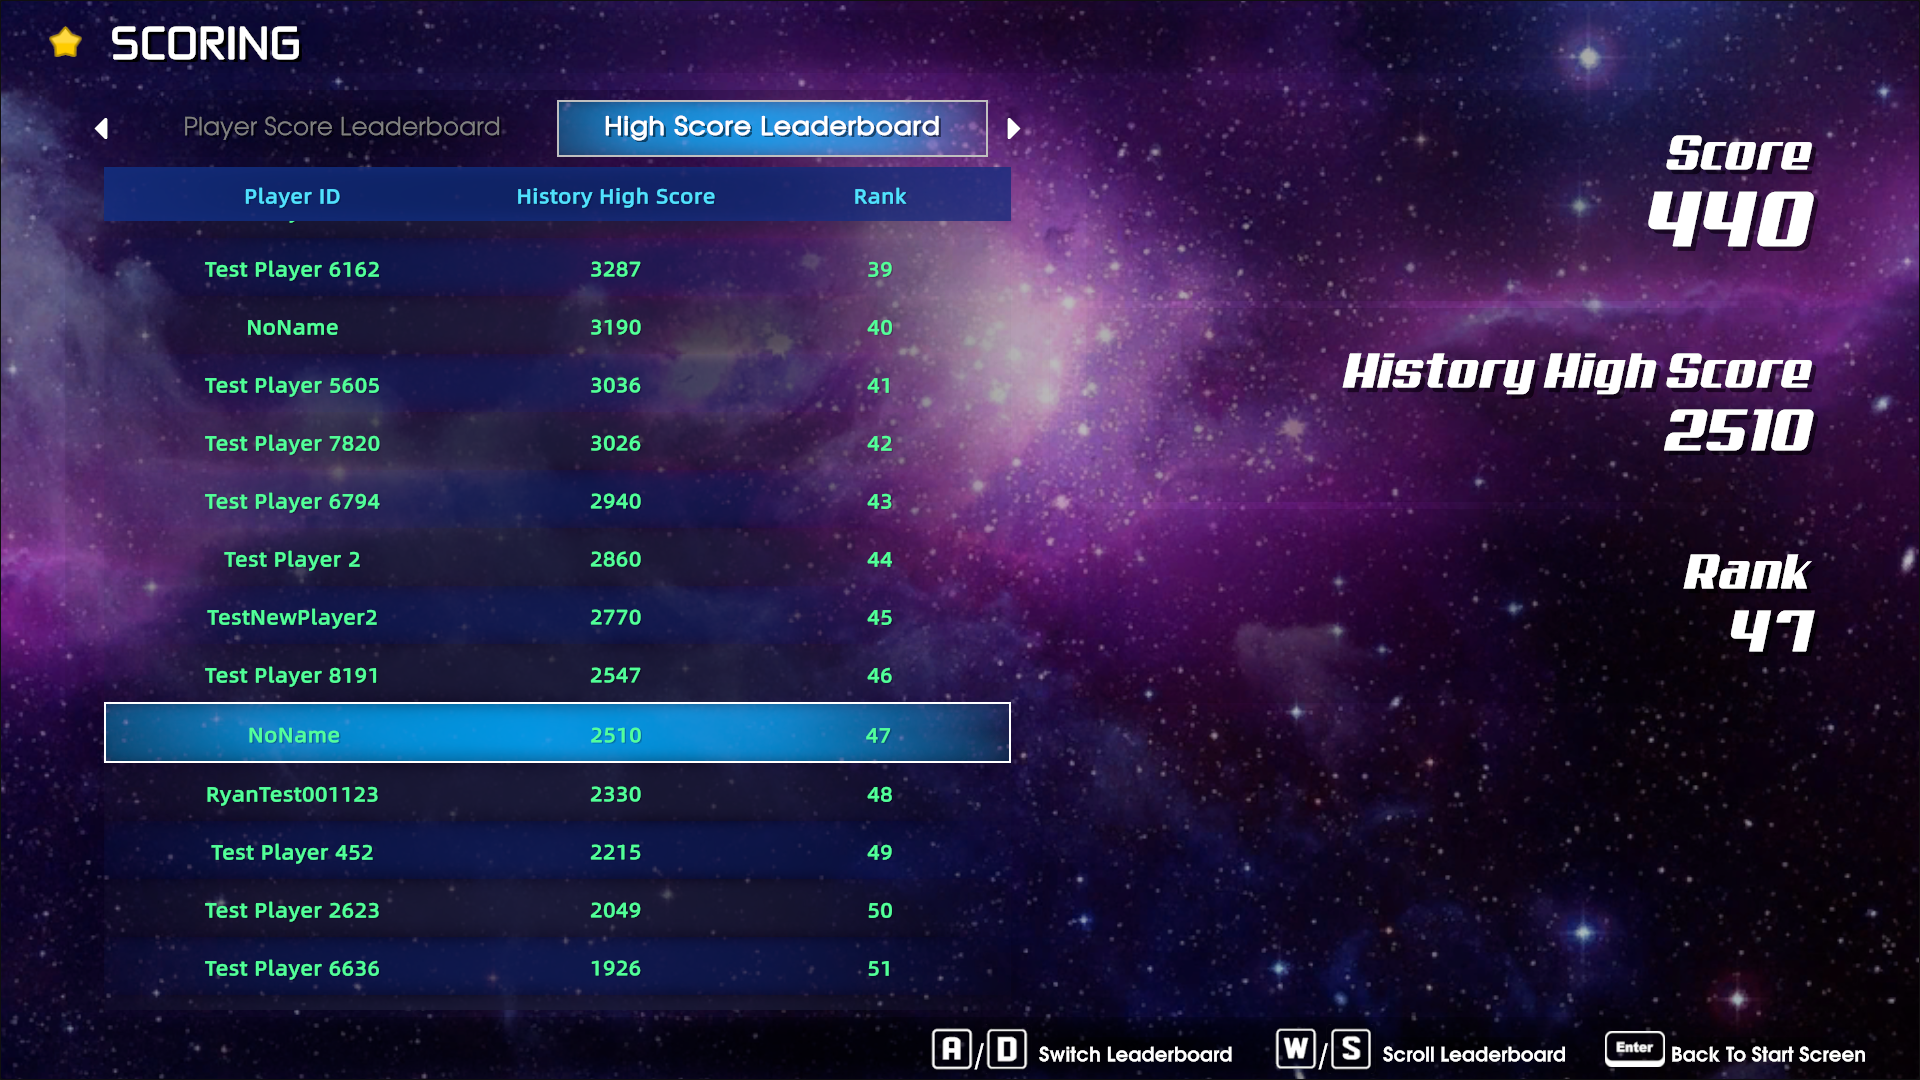 SCORING
Player Score Leaderboard
High Score Leaderboard
Player ID History High Score Rank
Test Player 6162 3287 39
NoName 3190 40
Test Player 5605 3036 41
Test Player 7820 3026 42
Test Player 6794 2940 43
Test Player 2 2860 44
TestNewPlayer2 2770 45
Test Player 8191 2547 46
NoName 2510 47
RyanTest001123 2330 48
Test Player 452 2215 49
Test Player 2623 2049 50
Test Player 6636 1926 51
Score
440
History High Score
2510
Rank
47
A / D Switch Leaderboard
W / S Scroll Leaderboard
Enter Back To Start Screen